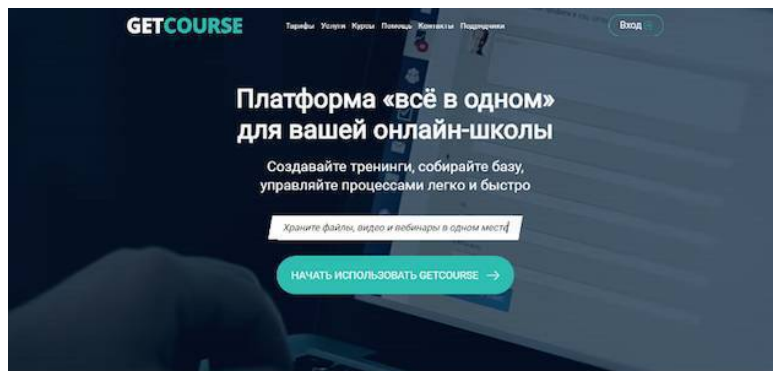 GETCOURSE
Тарифы Услуги Курсы Помощь Контакты Подрядчики
Вход
Платформа «всё в одном»
для вашей онлайн-школы
Создавайте тренинги, собирайте базу,
управляйте процессами легко и быстро
Храните файлы, видео и вебинары в одном месте
НАЧАТЬ ИСПОЛЬЗОВАТЬ GETCOURSE →